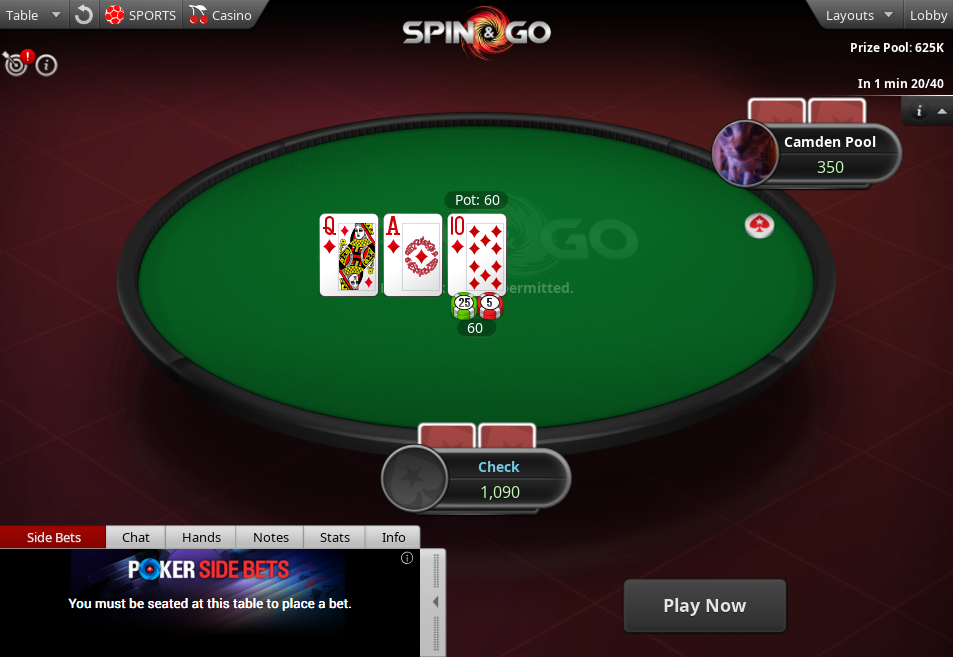 Table
SPORTS
Casino
SPIN&GO
Layouts
Lobby
Prize Pool: 625K
In 1 min 20/40
Camden Pool
350
Pot: 60
Q
A
10
GO
permitted.
25 5
60
Check
1,090
Side Bets Chat Hands Notes Stats Info
POKER SIDE BETS
You must be seated at this table to place a bet.
Play Now